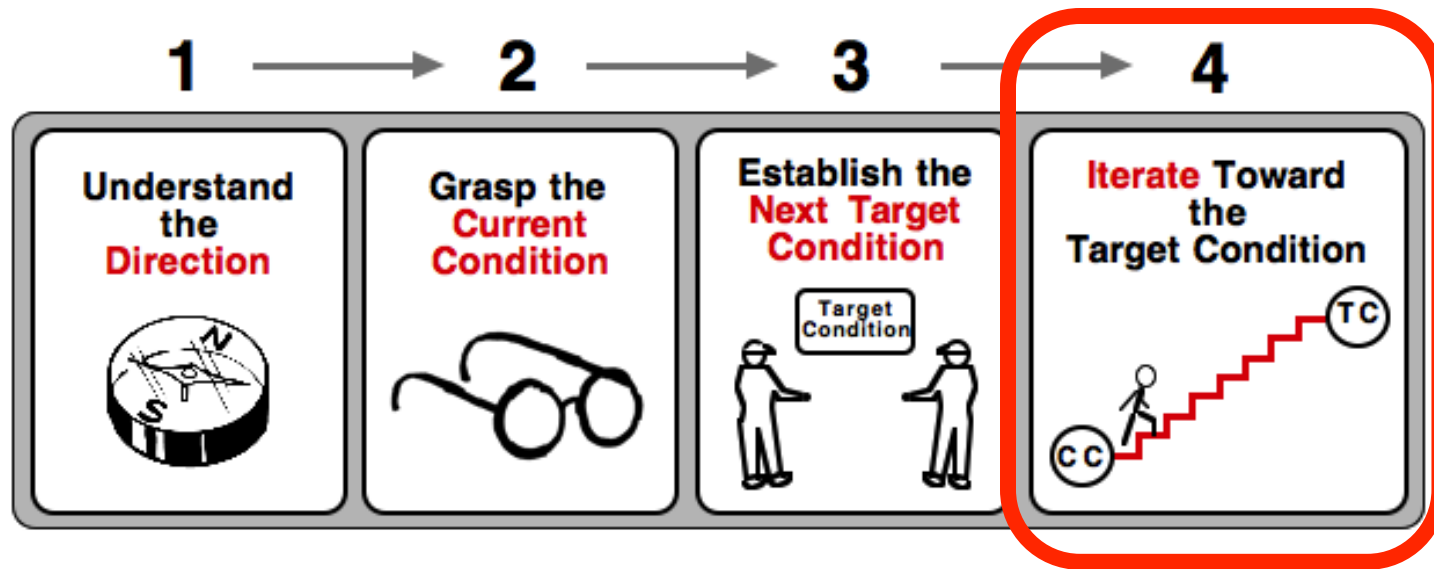 1
2
3
4
Understand
the
Direction
N
S
Grasp the
Current
Condition
Establish the
Next Target
Condition
Target
Condition
Iterate Toward
the
Target Condition
TC
CC